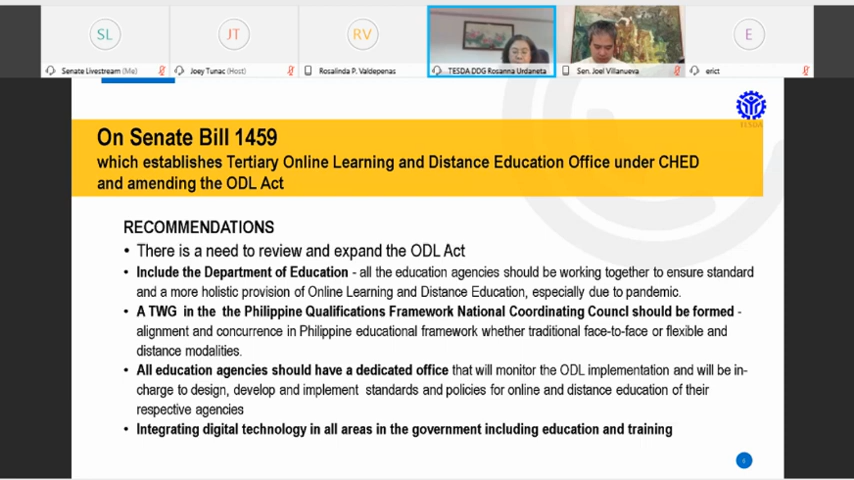 SL
JT
RV
E
Senate Livestream (Me)
Joey Tunac (Host)
Rosalinda P. Valdepenas
TESDA DDG Rosanna Urdaneta
Sen. Joel Villanueva
erict
TESDA
On Senate Bill 1459
which establishes Tertiary Online Learning and Distance Education Office under CHED
and amending the ODL Act
RECOMMENDATIONS
• There is a need to review and expand the ODL Act
• Include the Department of Education - all the education agencies should be working together to ensure standard
and a more holistic provision of Online Learning and Distance Education, especially due to pandemic.
• A TWG in the the Philippine Qualifications Framework National Coordinating Councl should be formed -
alignment and concurrence in Philippine educational framework whether traditional face-to-face or flexible and
distance modalities.
• All education agencies should have a dedicated office that will monitor the ODL implementation and will be in-
charge to design, develop and implement standards and policies for online and distance education of their
respective agencies
• Integrating digital technology in all areas in the government including education and training